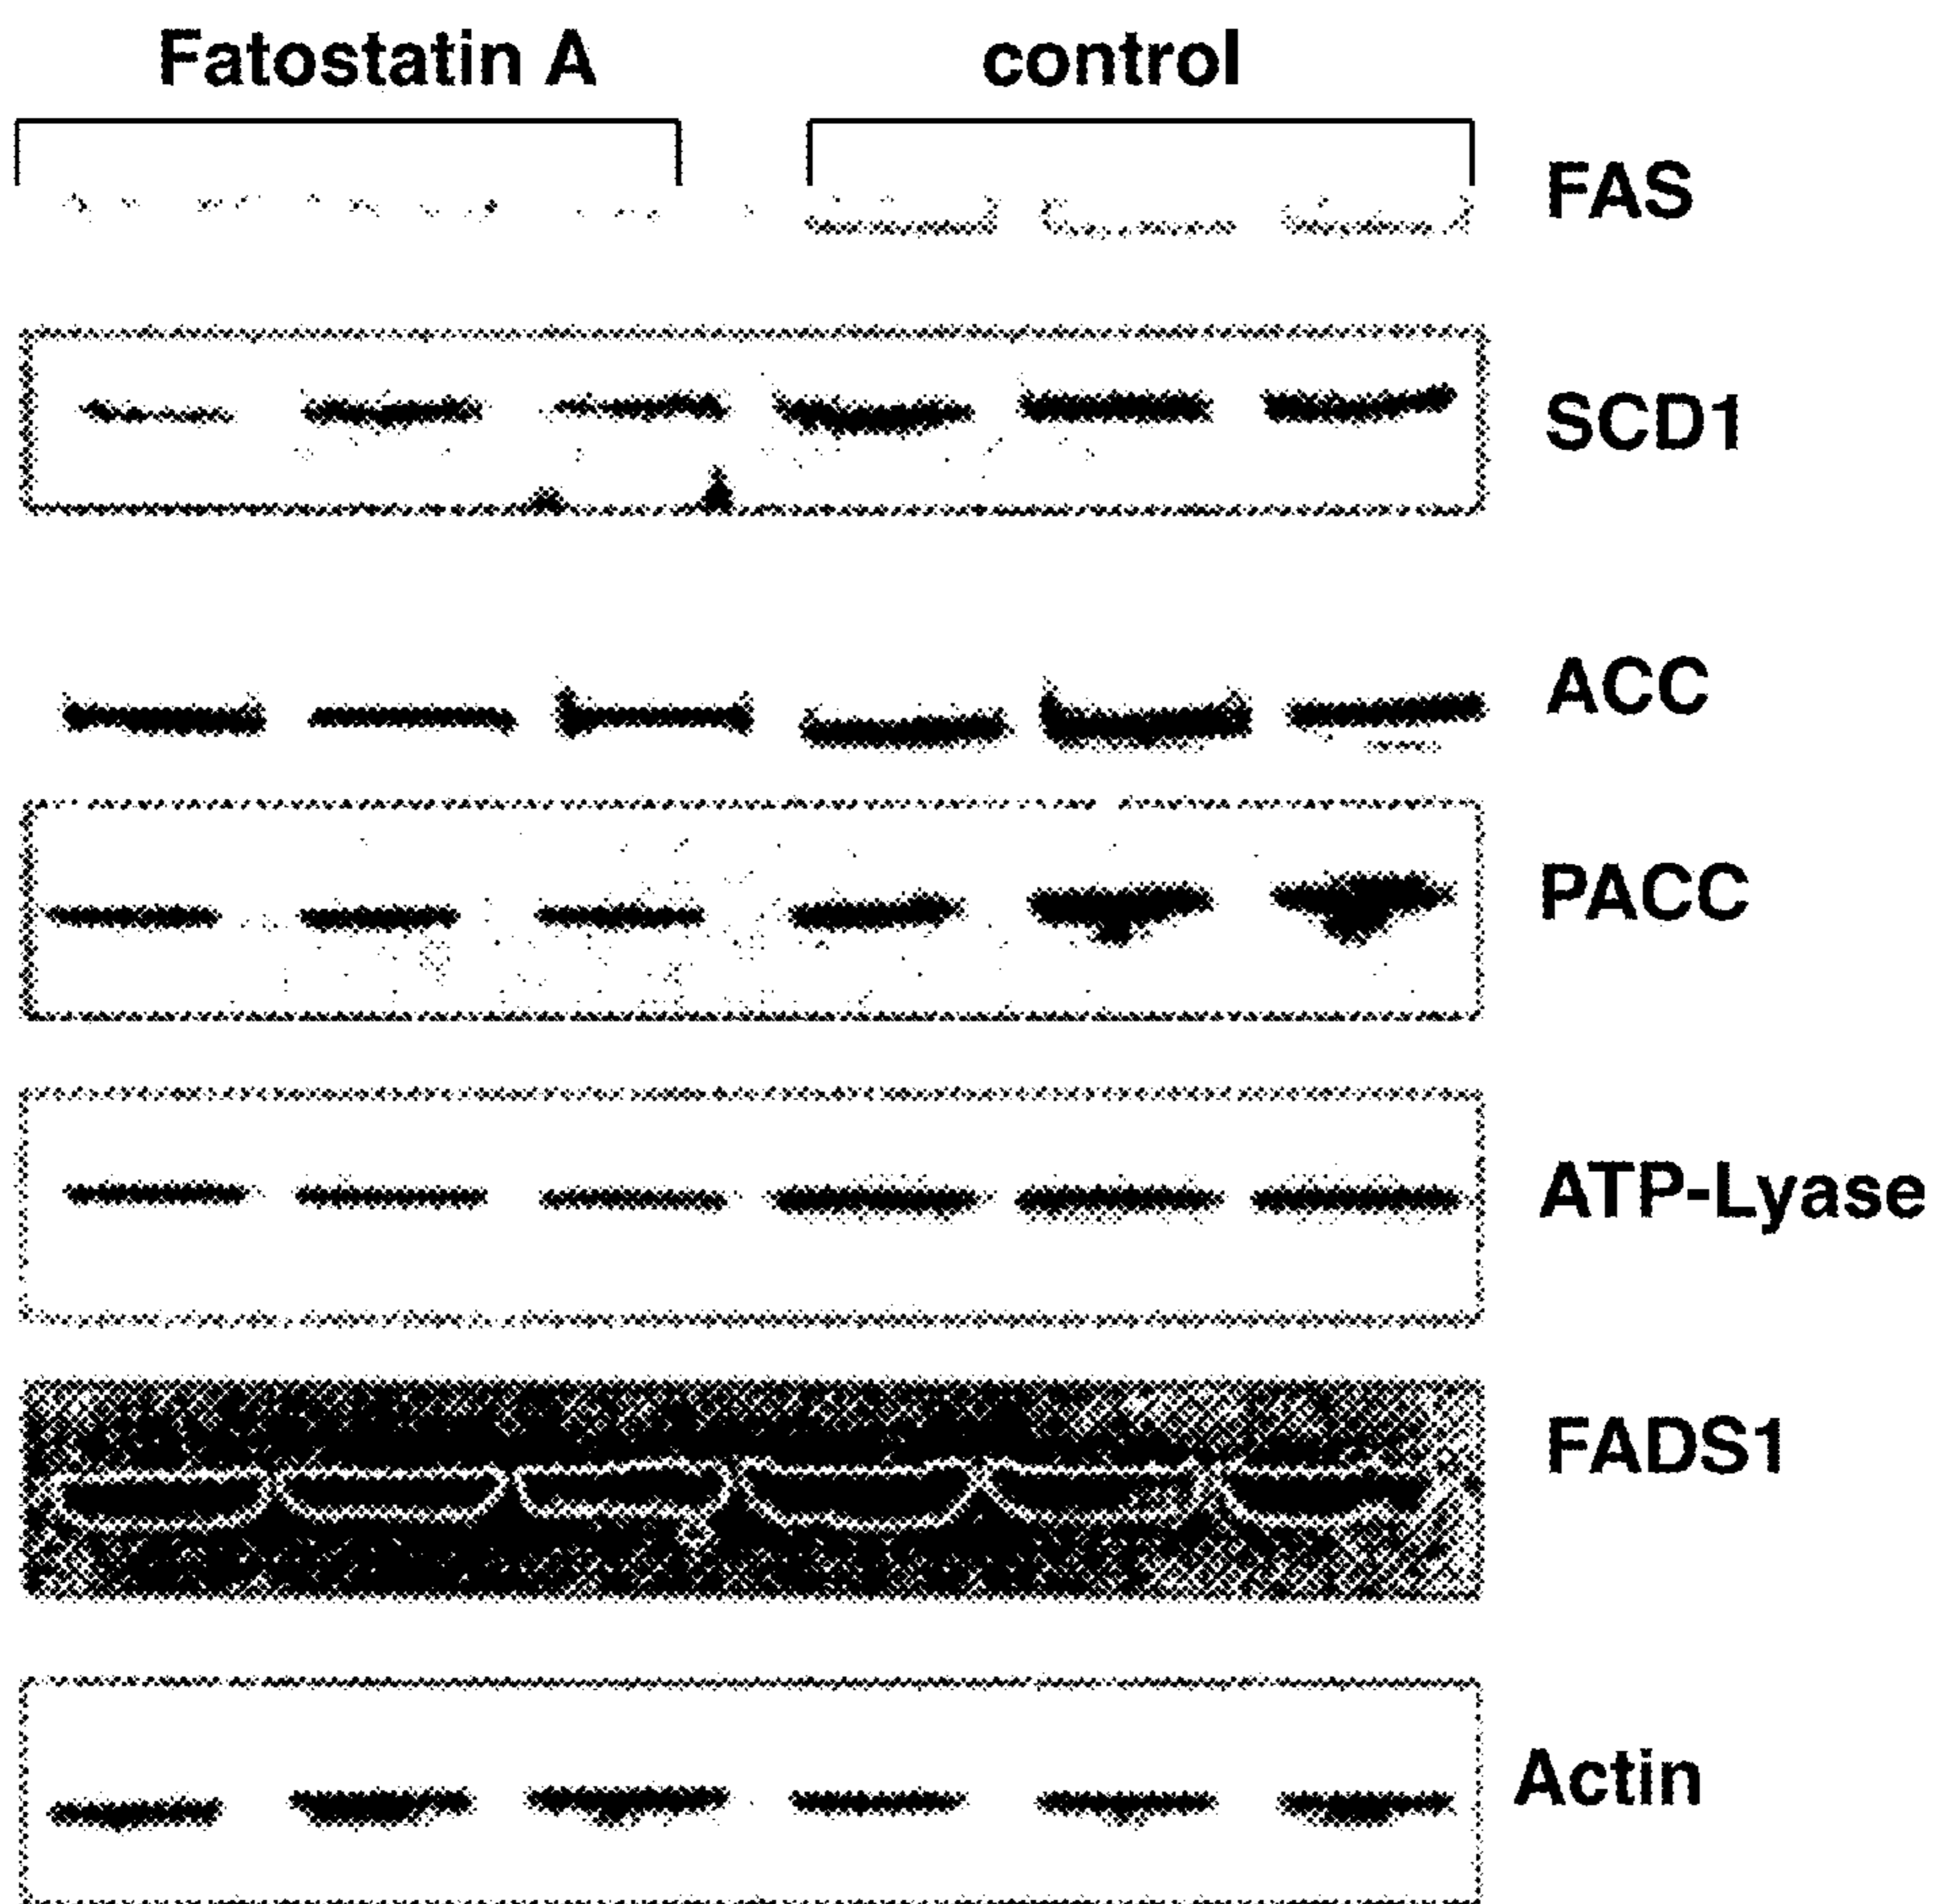 Fatostatin A control
FAS
SCD1
ACC
PACC
ATP-Lyase
FADS1
Actin